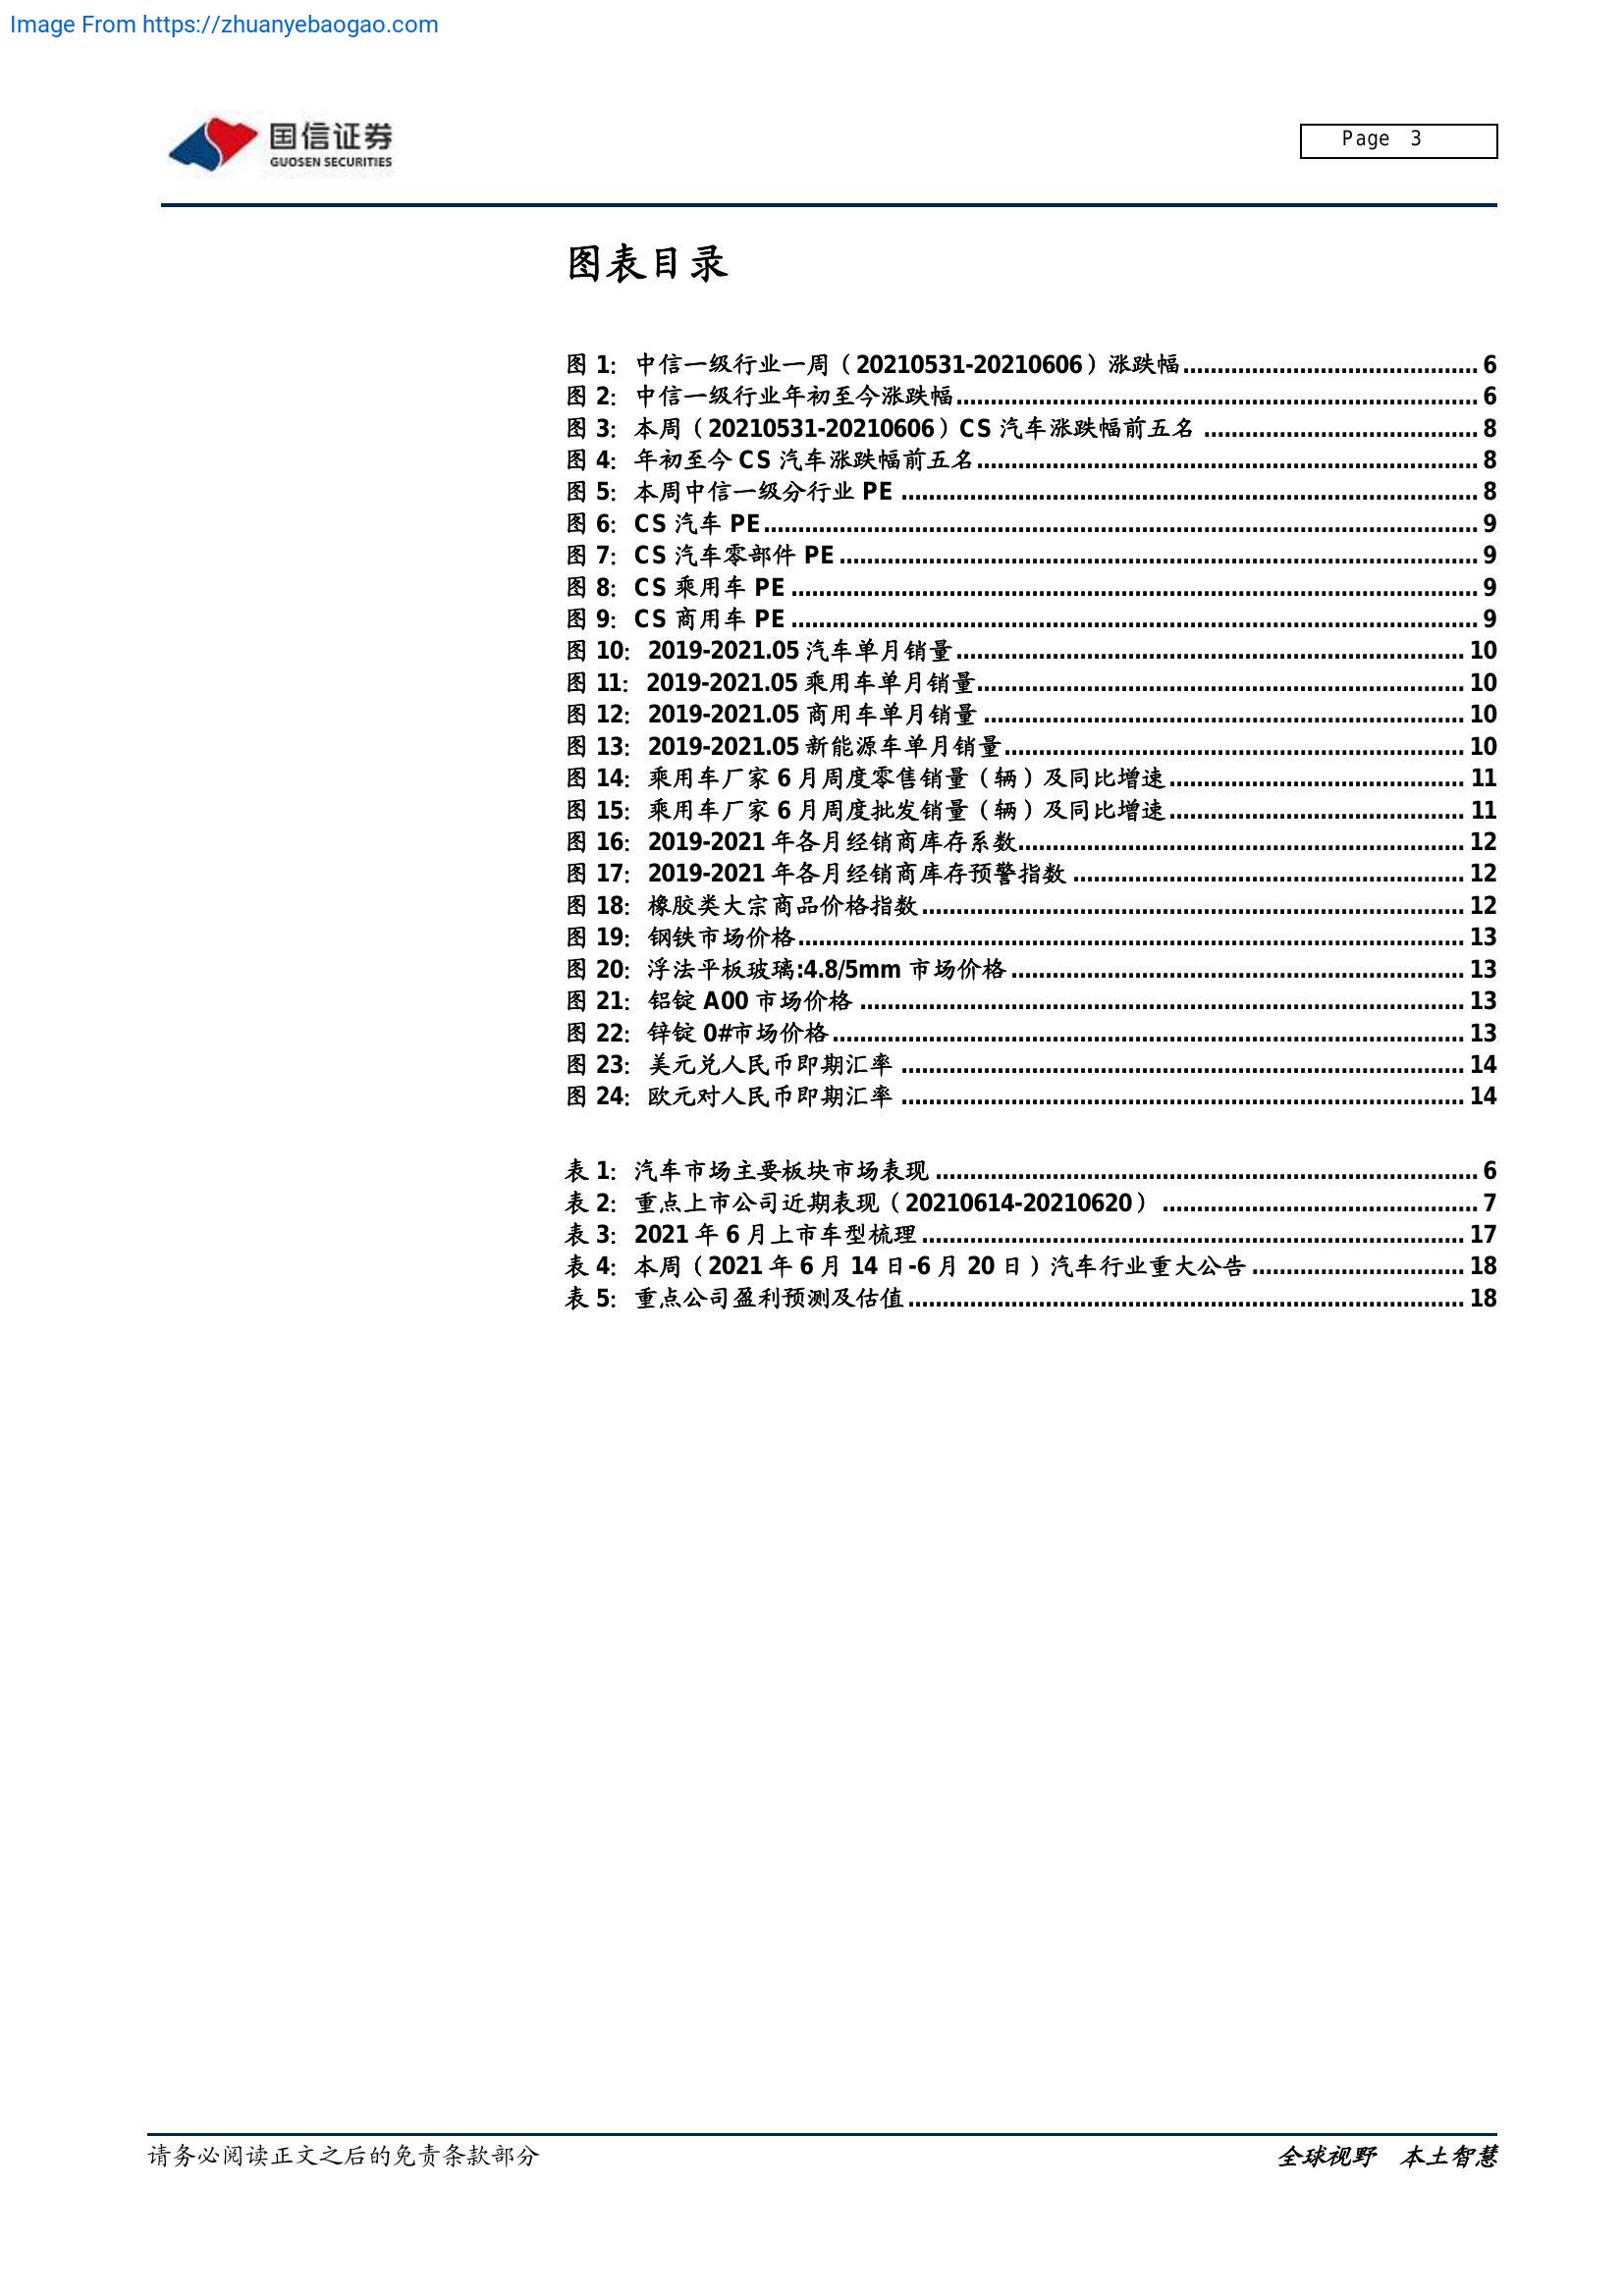 Image From https://zhuanyebaogao.com
国信证券
GUOSEN SECURITIES
Page 3
图表目录
图 1: 中信一级行业一周（20210531-20210606）涨跌幅 6
图 2: 中信一级行业年初至今涨跌幅 6
图 3: 本周（20210531-20210606）CS 汽车涨跌幅前五名 8
图 4: 年初至今 CS 汽车涨跌幅前五名 8
图 5: 本周中信一级分行业 PE 8
图 6: CS 汽车 PE 9
图 7: CS 汽车零部件 PE 9
图 8: CS 乘用车 PE 9
图 9: CS 商用车 PE 9
图 10: 2019-2021.05 汽车单月销量 10
图 11: 2019-2021.05 乘用车单月销量 10
图 12: 2019-2021.05 商用车单月销量 10
图 13: 2019-2021.05 新能源车单月销量 10
图 14: 乘用车厂家 6 月周度零售销量（辆）及同比增速 11
图 15: 乘用车厂家 6 月周度批发销量（辆）及同比增速 11
图 16: 2019-2021 年各月经销商库存系数 12
图 17: 2019-2021 年各月经销商库存预警指数 12
图 18: 橡胶类大宗商品价格指数 12
图 19: 钢铁市场价格 13
图 20: 浮法平板玻璃:4.8/5mm 市场价格 13
图 21: 铝锭 A00 市场价格 13
图 22: 锌锭 0#市场价格 13
图 23: 美元兑人民币即期汇率 14
图 24: 欧元对人民币即期汇率 14
表 1: 汽车市场主要板块市场表现 6
表 2: 重点上市公司近期表现（20210614-20210620） 7
表 3: 2021 年 6 月上市车型梳理 17
表 4: 本周（2021 年 6 月 14 日-6 月 20 日）汽车行业重大公告 18
表 5: 重点公司盈利预测及估值 18
请务必阅读正文之后的免责条款部分
全球视野 本土智慧